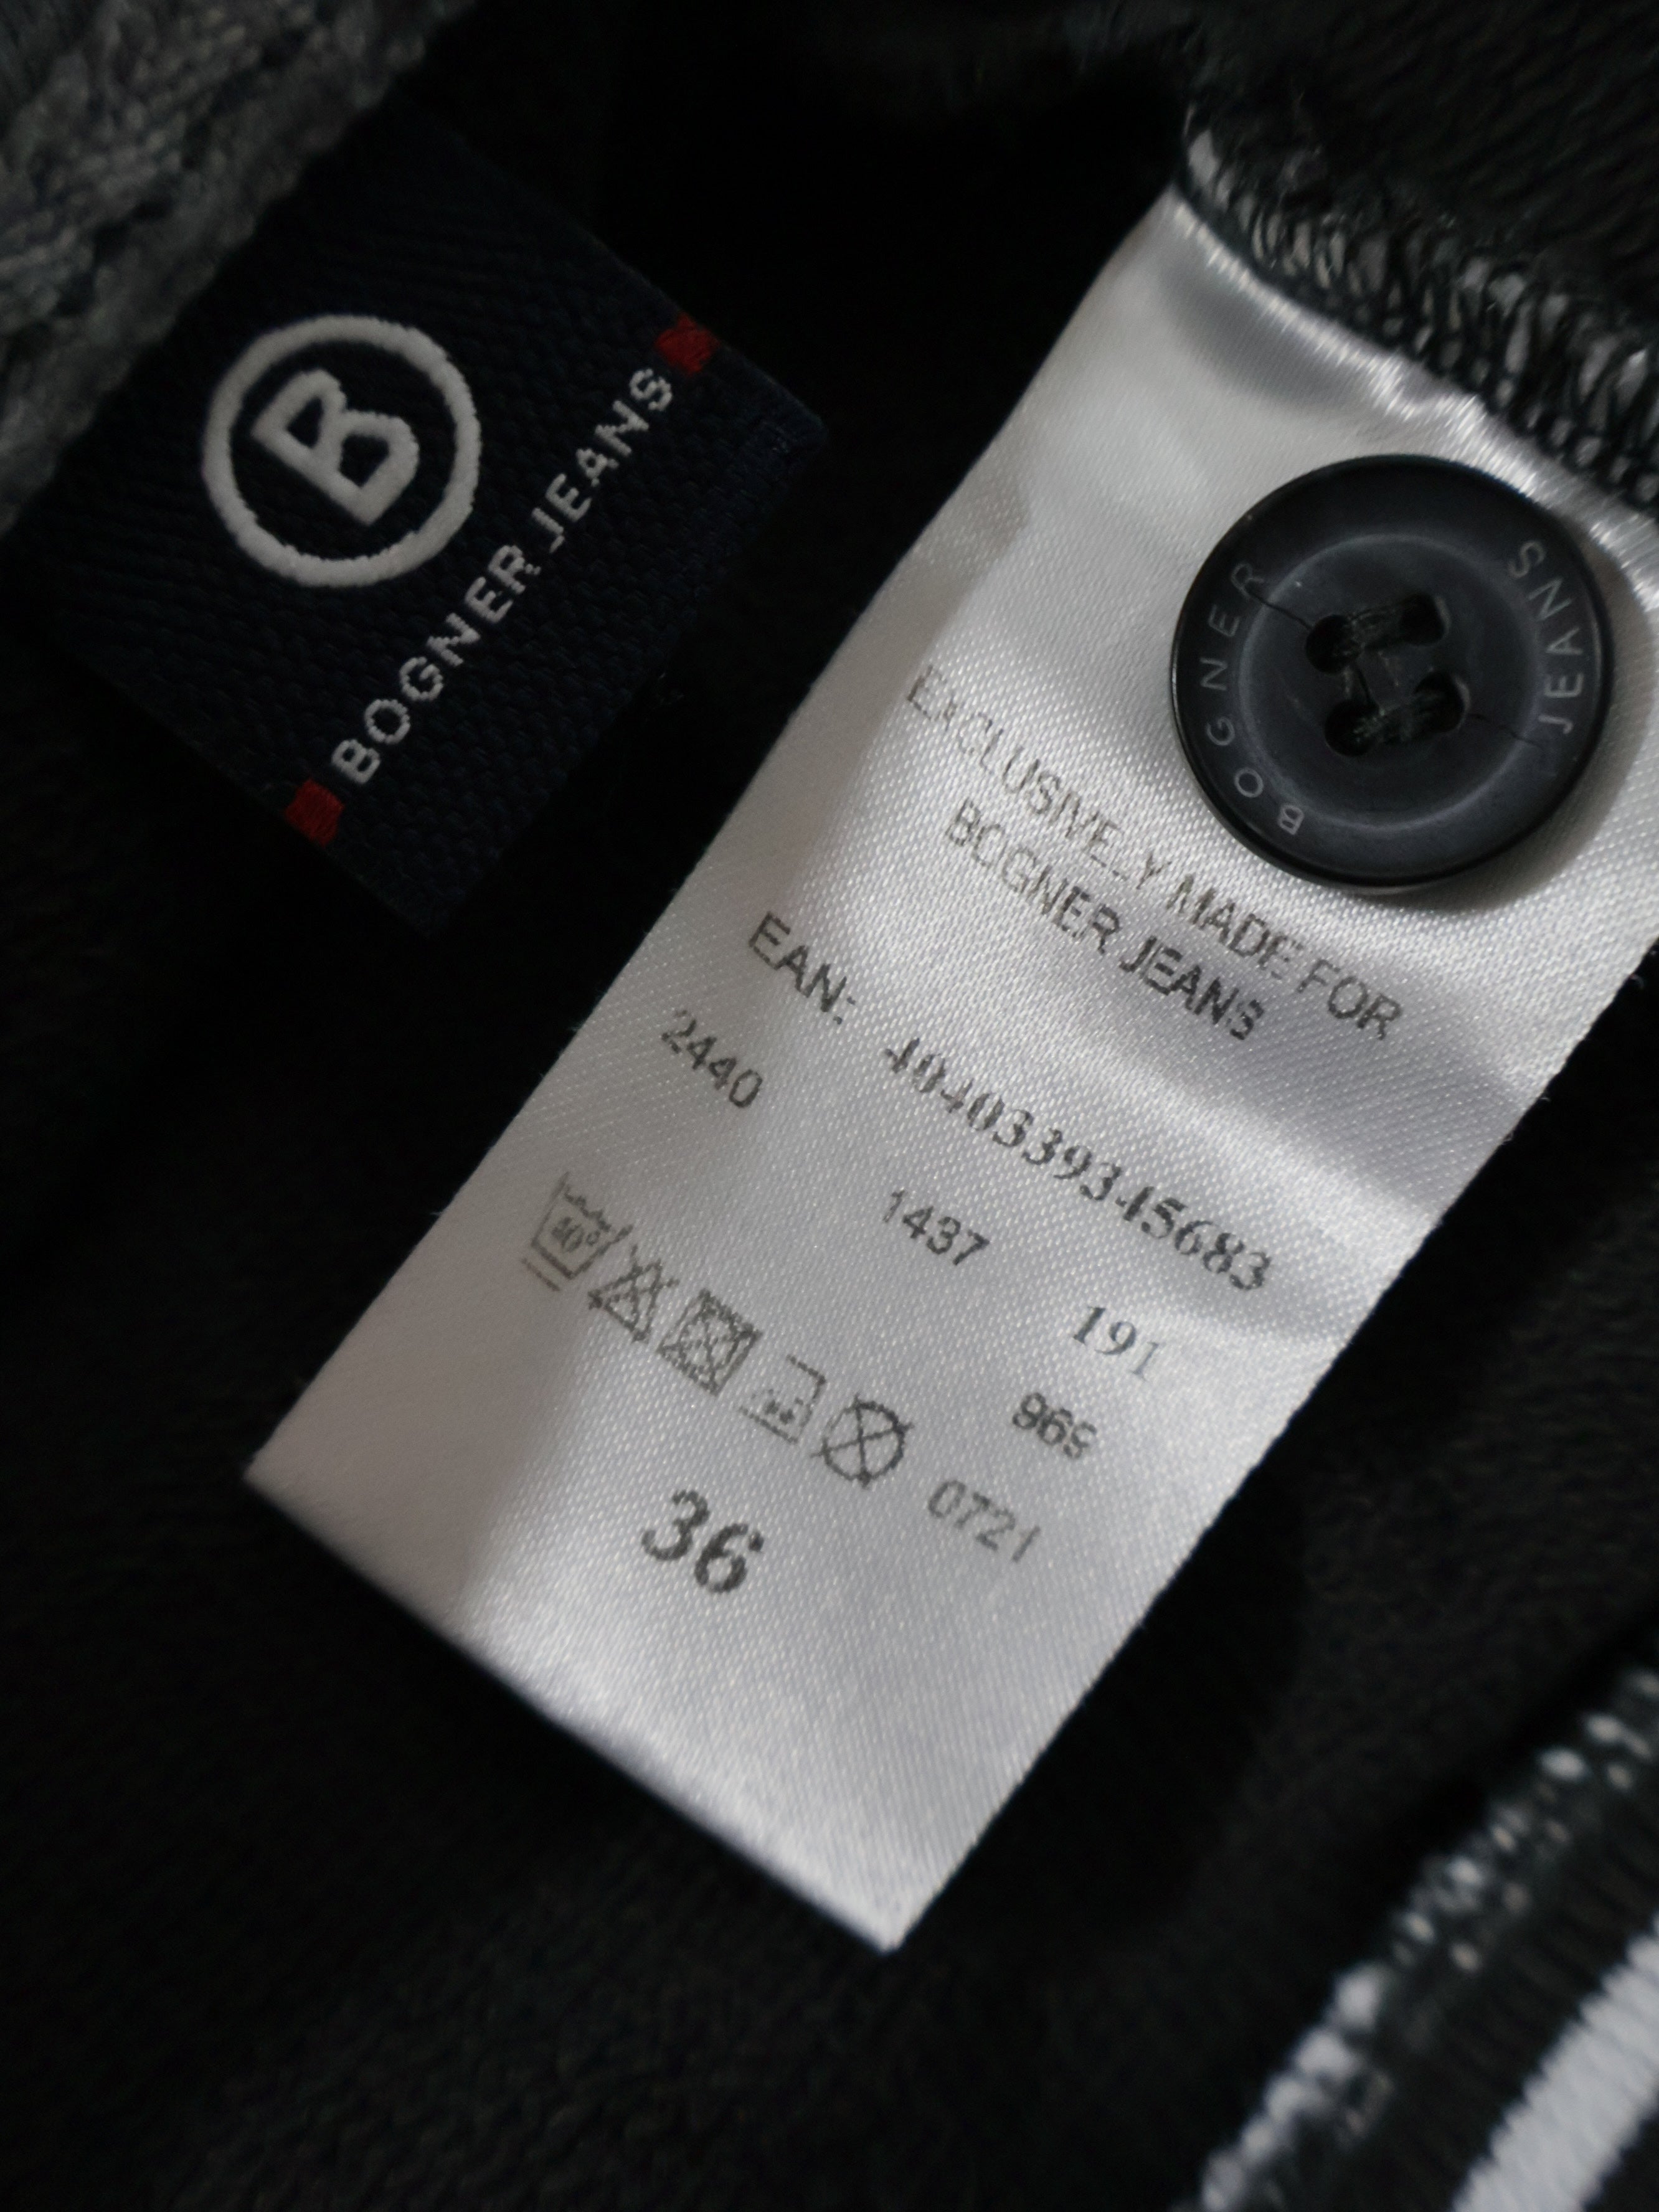 B
BOGNER JEANS
BOGNER JEANS
EXCLUSIVELY MADE FOR
BOGNER JEANS
EAN: 4040339345683
2440 1437 191
969
0721
36